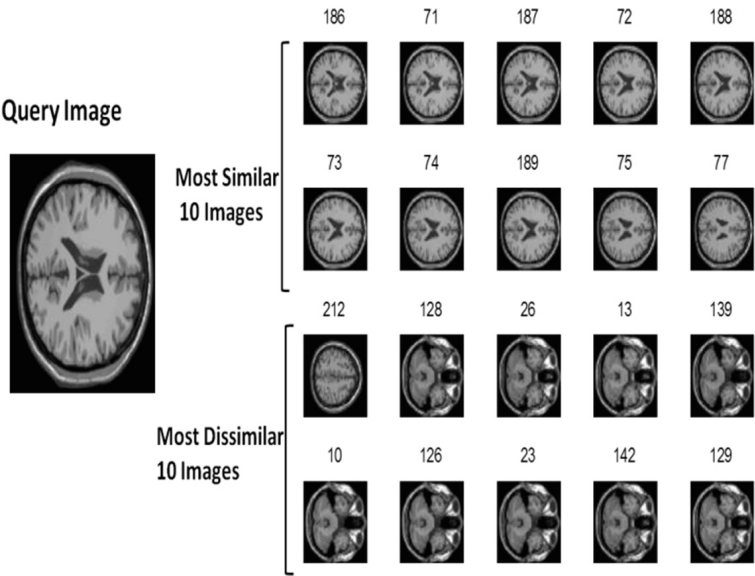 186 71 187 72 188
Query Image
Most Similar
10 Images
73 74 189 75 77
212 128 26 13 139
Most Dissimilar
10 Images
10 126 23 142 129